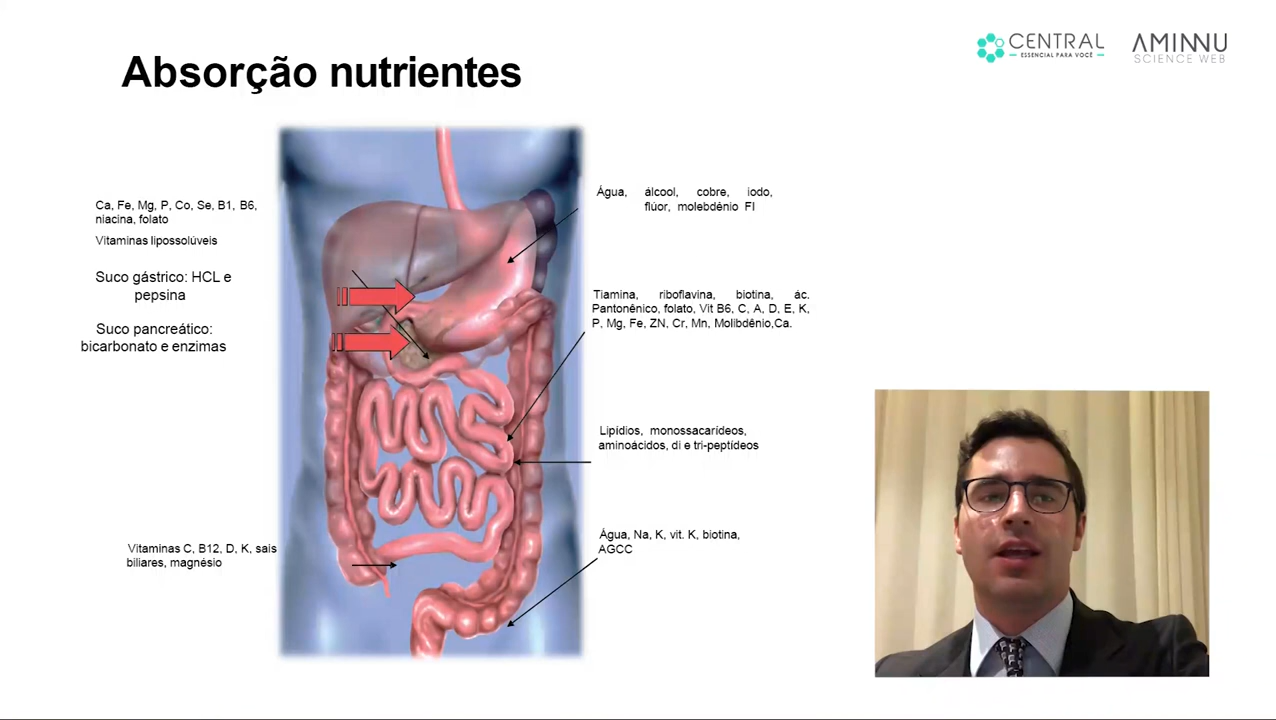 CENTRAL
ESSENCIAL PARA VOCÊ
AMINNU
SCIENCE WEB
Absorção nutrientes
Ca, Fe, Mg, P, Co, Se, B1, B6,
niacina, folato
Vitaminas lipossolúveis
Suco gástrico: HCL e
pepsina
Suco pancreático:
bicarbonato e enzimas
Vitaminas C, B12, D, K, sais
biliares, magnésio
Água, álcool, cobre, iodo,
flúor, molebdênio FI
Tiamina, riboflavina, biotina, ác.
Pantonênico, folato, Vit B6, C, A, D, E, K,
P, Mg, Fe, ZN, Cr, Mn, Molibdênio,Ca.
Lipídios, monossacarídeos,
aminoácidos, di e tri-peptídeos
Água, Na, K, vit. K, biotina,
AGCC